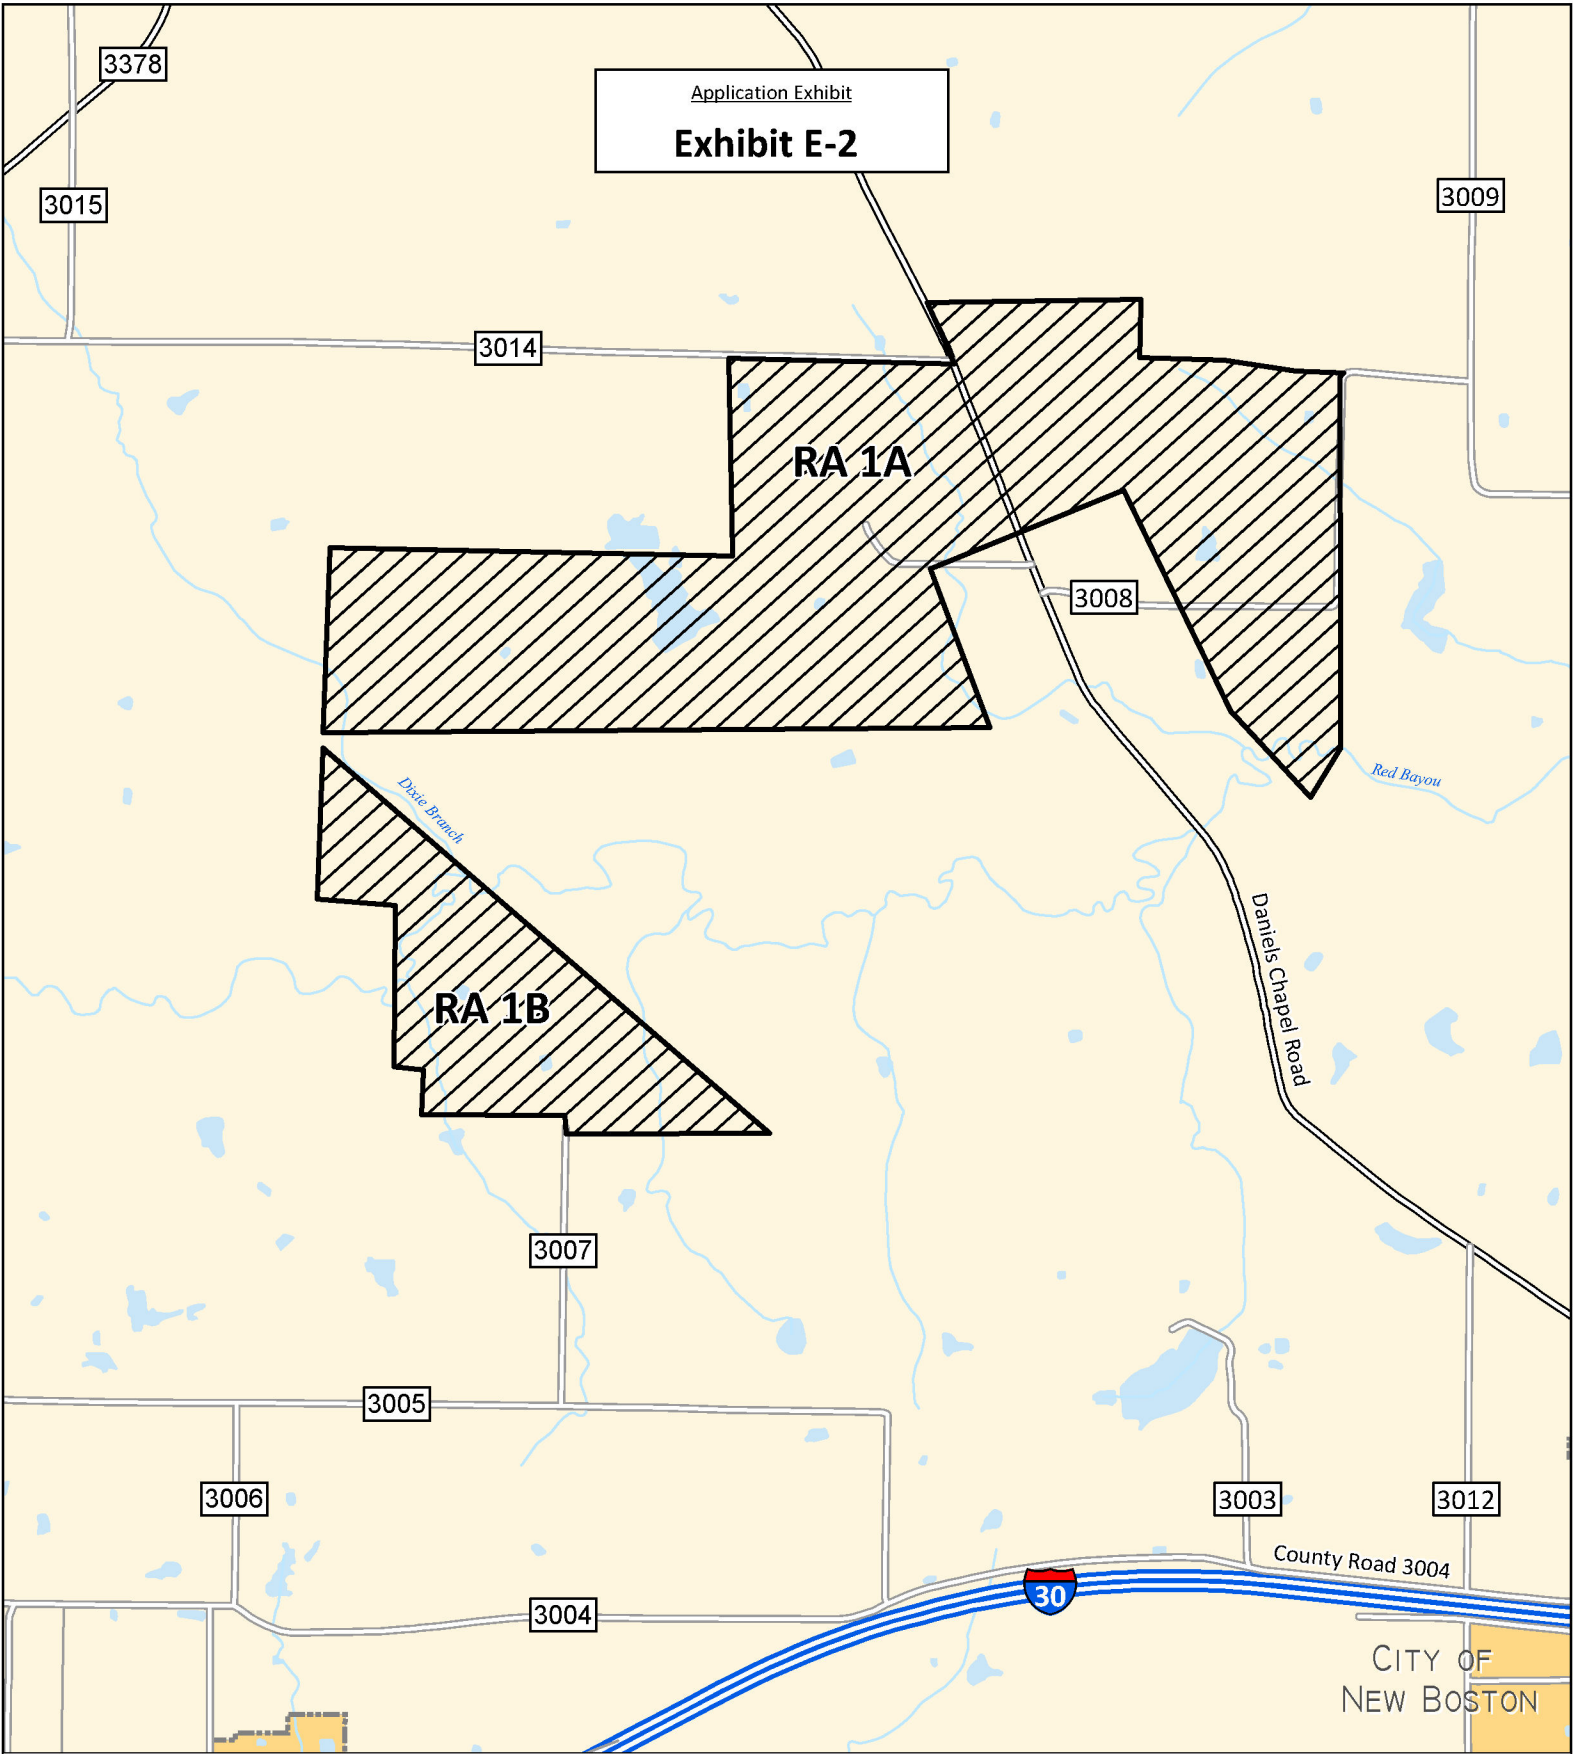 3378
Application Exhibit
Exhibit E-2
3015
3009
3014
RA 1A
3008
Red Bayou
Dixie Branch
Daniels Chapel Road
RA 1B
3007
3005
3006
3003
3012
County Road 3004
30
3004
CITY OF
NEW BOSTON